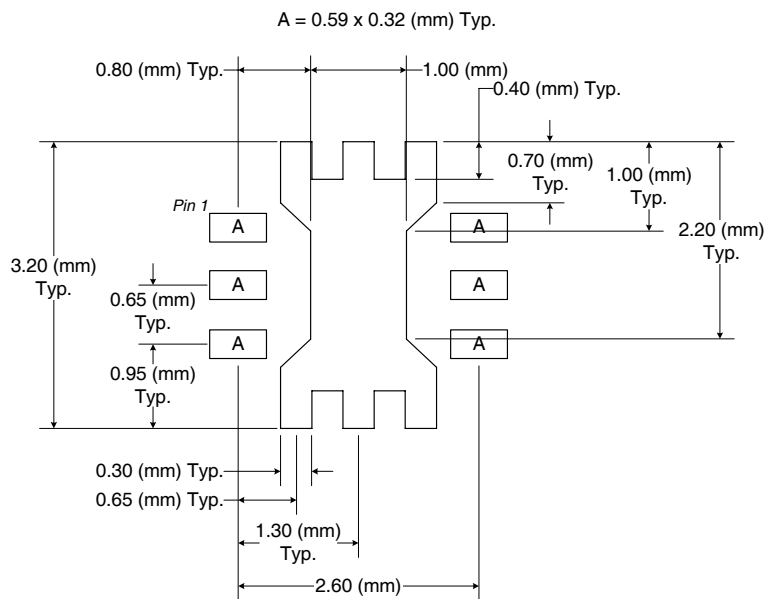 A = 0.59 x 0.32 (mm) Typ.
0.80 (mm) Typ.
1.00 (mm)
0.40 (mm) Typ.
0.70 (mm)
Typ.
1.00 (mm)
Typ.
2.20 (mm)
Typ.
Pin 1
A
A
3.20 (mm)
Typ.
0.65 (mm)
Typ.
A
A
A
A
0.95 (mm)
Typ.
0.30 (mm) Typ.
0.65 (mm) Typ.
1.30 (mm)
Typ.
2.60 (mm)